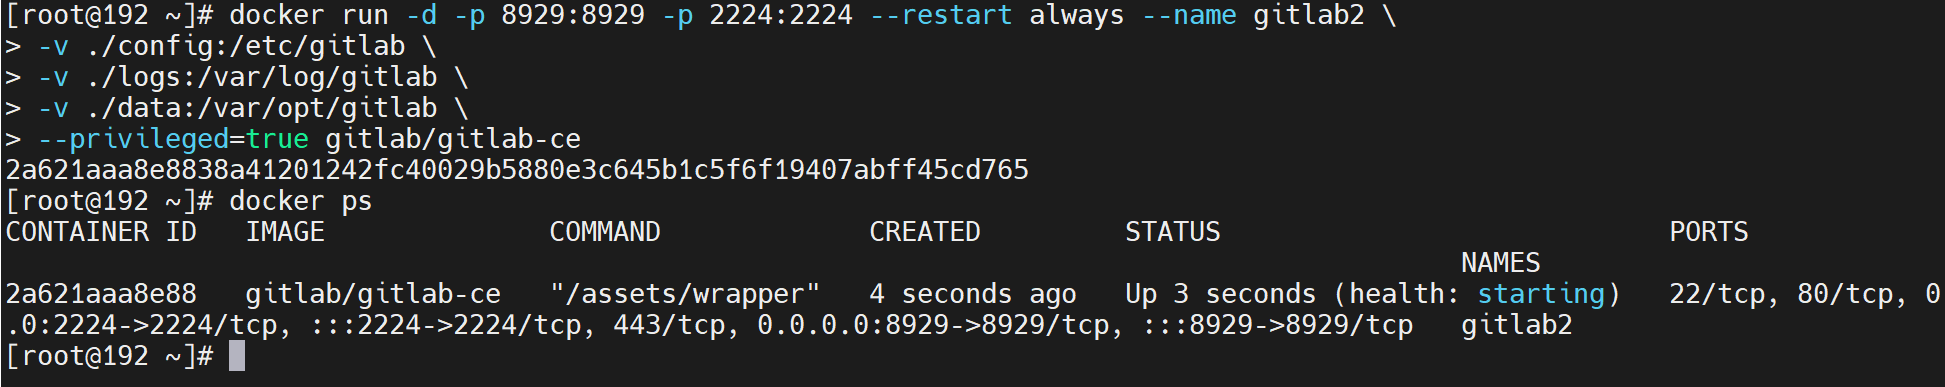 [root@192 ~]# docker run -d -p 8929:8929 -p 2224:2224 --restart always --name gitlab2 \
> -v ./config:/etc/gitlab \
> -v ./logs:/var/log/gitlab \
> -v ./data:/var/opt/gitlab \
> --privileged=true gitlab/gitlab-ce
2a621aaa8e8838a41201242fc40029b5880e3c645b1c5f6f19407abff45cd765
[root@192 ~]# docker ps
CONTAINER ID   IMAGE              COMMAND             CREATED         STATUS                            PORTS
NAMES
2a621aaa8e88   gitlab/gitlab-ce   "/assets/wrapper"   4 seconds ago   Up 3 seconds (health: starting)   22/tcp, 80/tcp, 0
.0:2224->2224/tcp, :::2224->2224/tcp, 443/tcp, 0.0.0.0:8929->8929/tcp, :::8929->8929/tcp   gitlab2
[root@192 ~]#